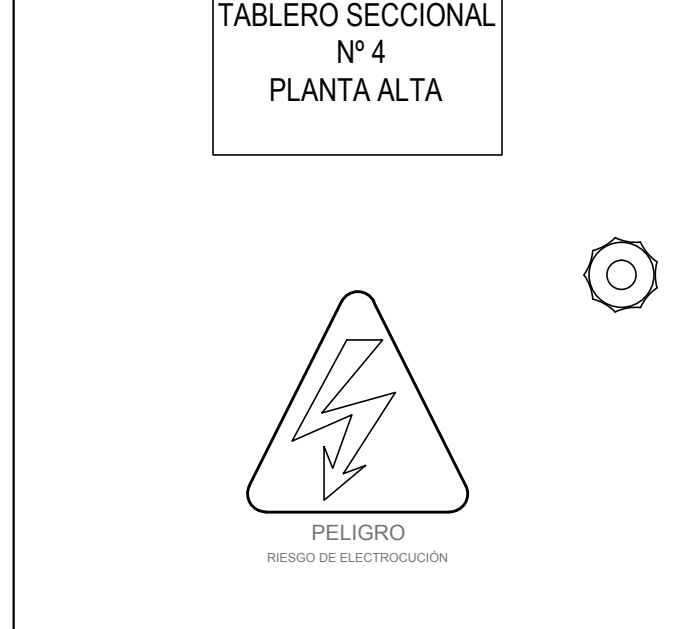 TABLERO SECCIONAL
Nº 4
PLANTA ALTA
PELIGRO
RIESGO DE ELECTROCUCIÓN